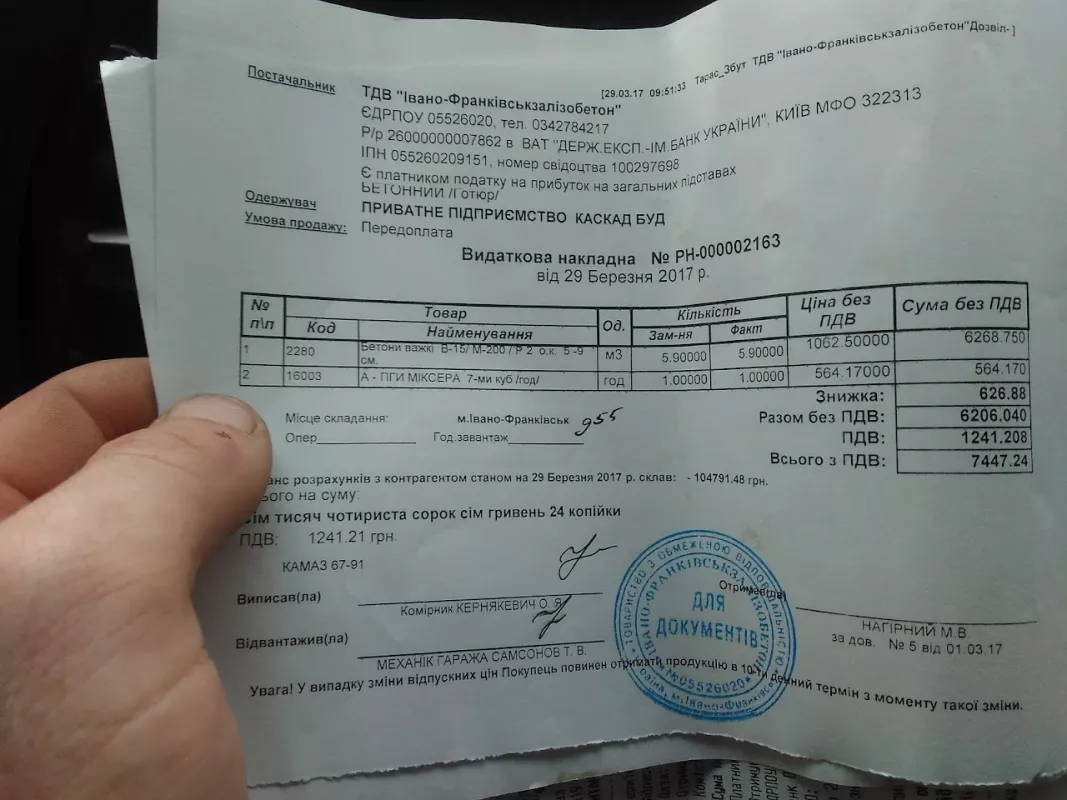 [29.03.17 09:51:33 Тарас_Збут ТДВ "Івано-Франківськзалізобетон"Дозвіл- ]
Постачальник ТДВ "Івано-Франківськзалізобетон"
ЄДРПОУ 05526020, тел. 0342784217
Р/р 26000000007862 в ВАТ "ДЕРЖ.ЕКСП.-ІМ.БАНК УКРАЇНИ", КИЇВ МФО 322313
ІПН 055260209151, номер свідоцтва 100297698
Є платником податку на прибуток на загальних підставах
БЕТОННИЙ /Готюр/
Одержувач ПРИВАТНЕ ПІДПРИЄМСТВО КАСКАД БУД
Умова продажу: Передоплата
Видаткова накладна № РН-000002163
від 29 Березня 2017 р.
№ п\п Товар Од. Кількість Ціна без ПДВ Сума без ПДВ
Код Найменування Зам-ня Факт
1 2280 Бетони важкі В-15/ М-200 / Р 2 о.к. 5 -9 см. м3 5.90000 5.90000 1062.50000 6268.750
2 16003 А - ПГИ МІКСЕРА 7-ми куб /год/ год 1.00000 1.00000 564.17000 564.170
Знижка: 626.88
Разом без ПДВ: 6206.040
ПДВ: 1241.208
Всього з ПДВ: 7447.24
Місце складання: м.Івано-Франківськ 955
Опер Год.завантаж
анс розрахунків з контрагентом станом на 29 Березня 2017 р. склав: - 104791.48 грн.
ього на суму:
ім тисяч чотириста сорок сім гривень 24 копійки
ПДВ: 1241.21 грн.
КАМАЗ 67-91
Виписав(ла) Отримав(ла)
Комірник КЕРНЯКЕВИЧ О. Я. НАГІРНИЙ М.В.
за дов. № 5 від 01.03.17
Відвантажив(ла)
МЕХАНІК ГАРАЖА САМСОНОВ Т. В.
Увага! У випадку зміни відпускних цін Покупець повинен отримати продукцію в 10-ти денний термін з моменту такої зміни.
ТОВАРИСТВО З ОБМЕЖЕНОЮ ВІДПОВІДАЛЬНІСТЮ
ІВАНО-ФРАНКІВСЬКЗАЛІЗОБЕТОН
ДЛЯ
ДОКУМЕНТІВ
№05526020